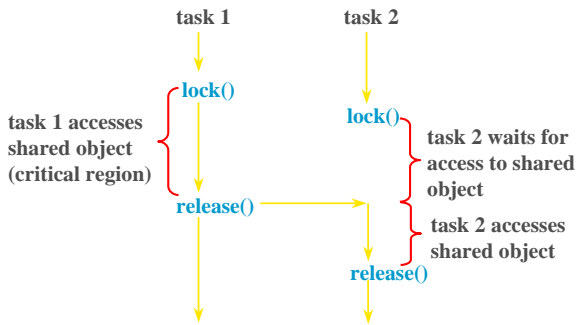 task 1
task 2
lock()
lock()
task 1 accesses
shared object
(critical region)
task 2 waits for
access to shared
object
release()
task 2 accesses
shared object
release()